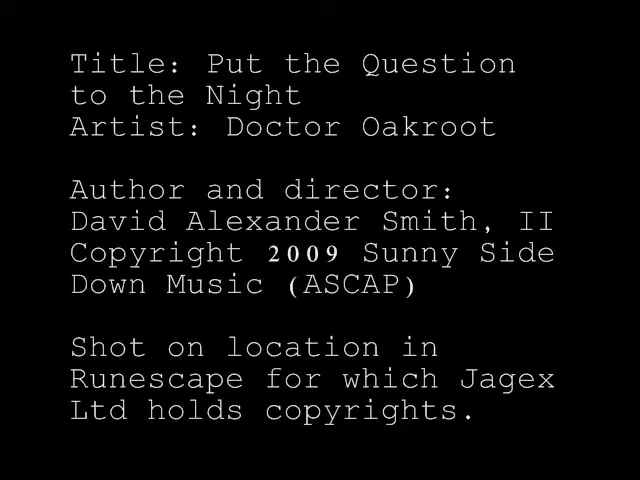 Title: Put the Question
to the Night
Artist: Doctor Oakroot
Author and director:
David Alexander Smith, II
Copyright 2009 Sunny Side
Down Music (ASCAP)
Shot on location in
Runescape for which Jagex
Ltd holds copyrights.